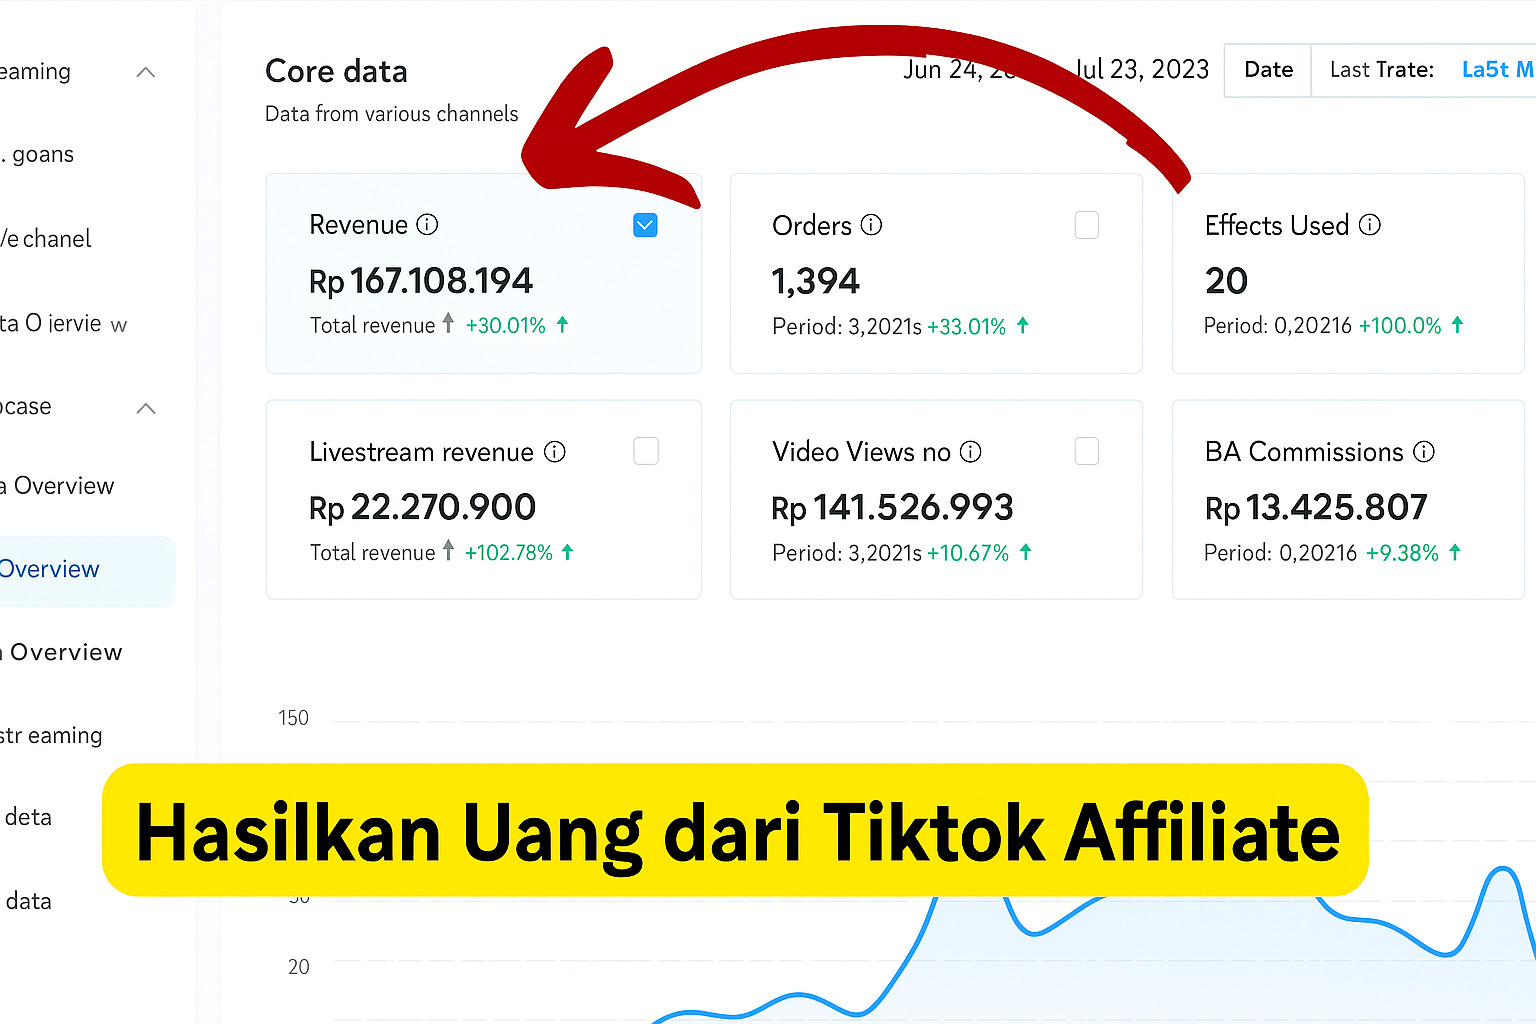 eaming
. goans
/e chanel
ta O iervie w
ocase
a Overview
Overview
Overview
str eaming
deta
data
Core data
Data from various channels
Jun 24, 20 Jul 23, 2023
Date
Last Trate: La5t M
Revenue
Rp 167.108.194
Total revenue +30.01%
Orders
1,394
Period: 3,2021s +33.01%
Effects Used
20
Period: 0,20216 +100.0%
Livestream revenue
Rp 22.270.900
Total revenue +102.78%
Video Views no
Rp 141.526.993
Period: 3,2021s +10.67%
BA Commissions
Rp 13.425.807
Period: 0,20216 +9.38%
150
Hasilkan Uang dari Tiktok Affiliate
20